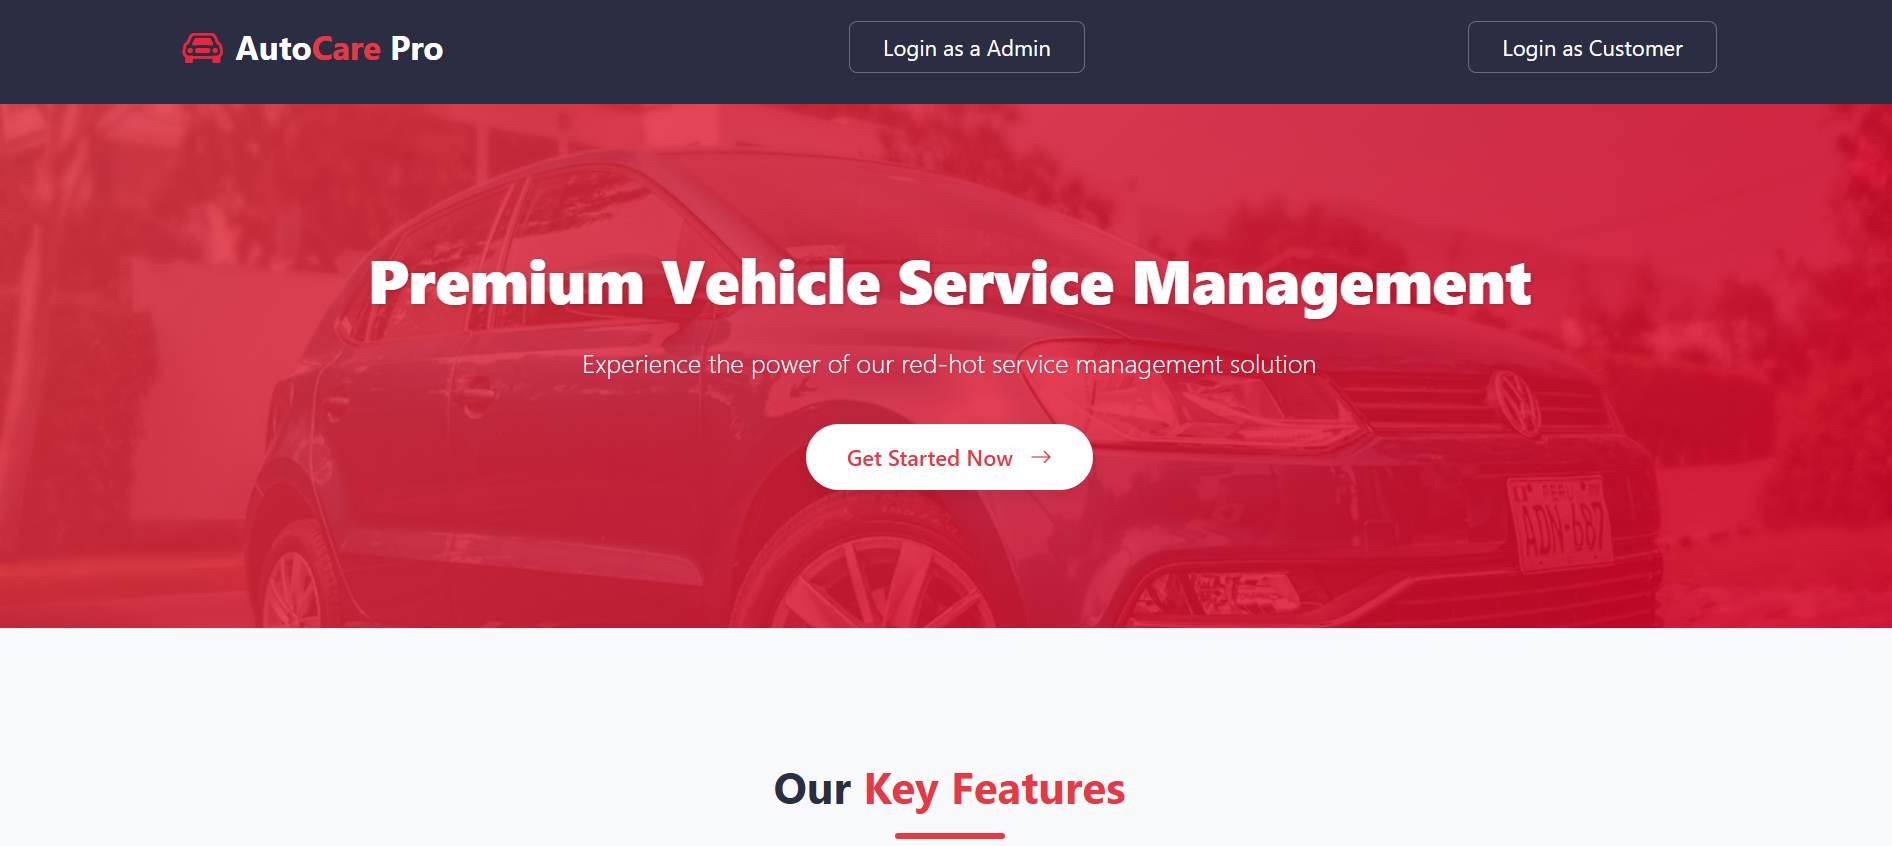 AutoCare Pro
Login as a Admin
Login as Customer
Premium Vehicle Service Management
Experience the power of our red-hot service management solution
Get Started Now
PERU
ADN-687
Our Key Features